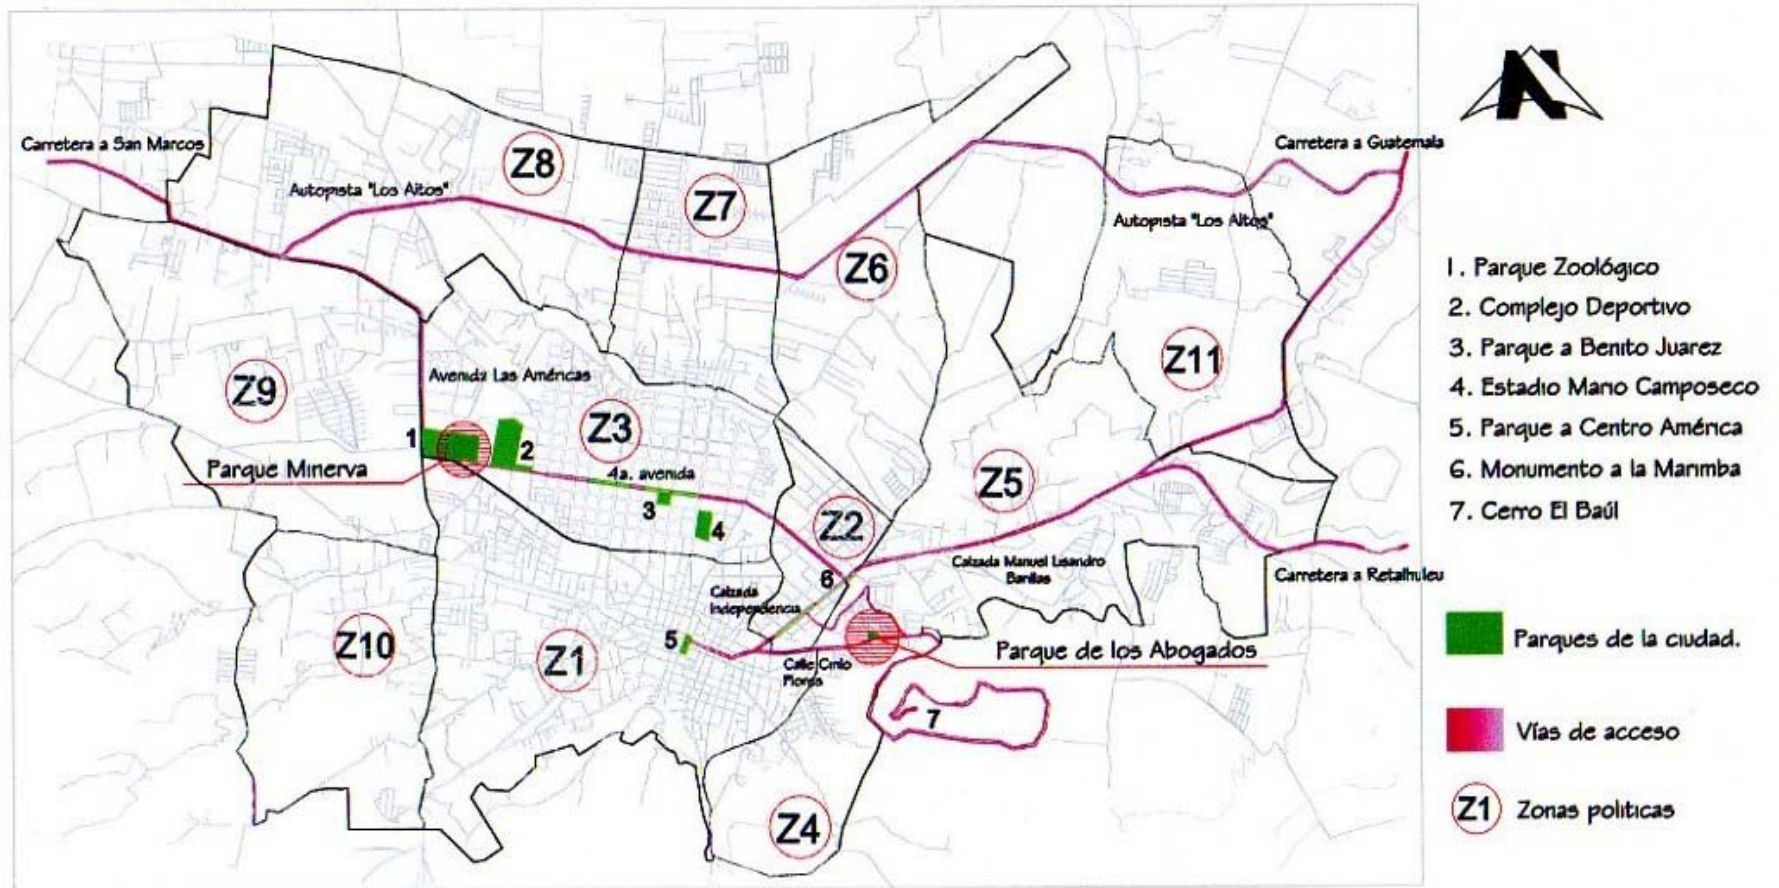 Carretera a San Marcos
Autopista "Los Altos"
Z8
Z7
Z6
Carretera a Guatemala
Autopista "Los Altos"
Z11
Z9
Avenida Las Américas
Z3
1
2
Parque Minerva
4a. avenida
3
4
Z2
Z5
6
Calzada Manuel Lisandro
Barillas
Carretera a Retalhuleu
Calzada
Independencia
Z10
Z1
5
Calle Cirilo
Flores
Parque de los Abogados
7
Z4
N
1. Parque Zoológico
2. Complejo Deportivo
3. Parque a Benito Juarez
4. Estadio Mario Camposeco
5. Parque a Centro América
6. Monumento a la Marimba
7. Cerro El Baúl
Parques de la ciudad.
Vías de acceso
Z1 Zonas políticas